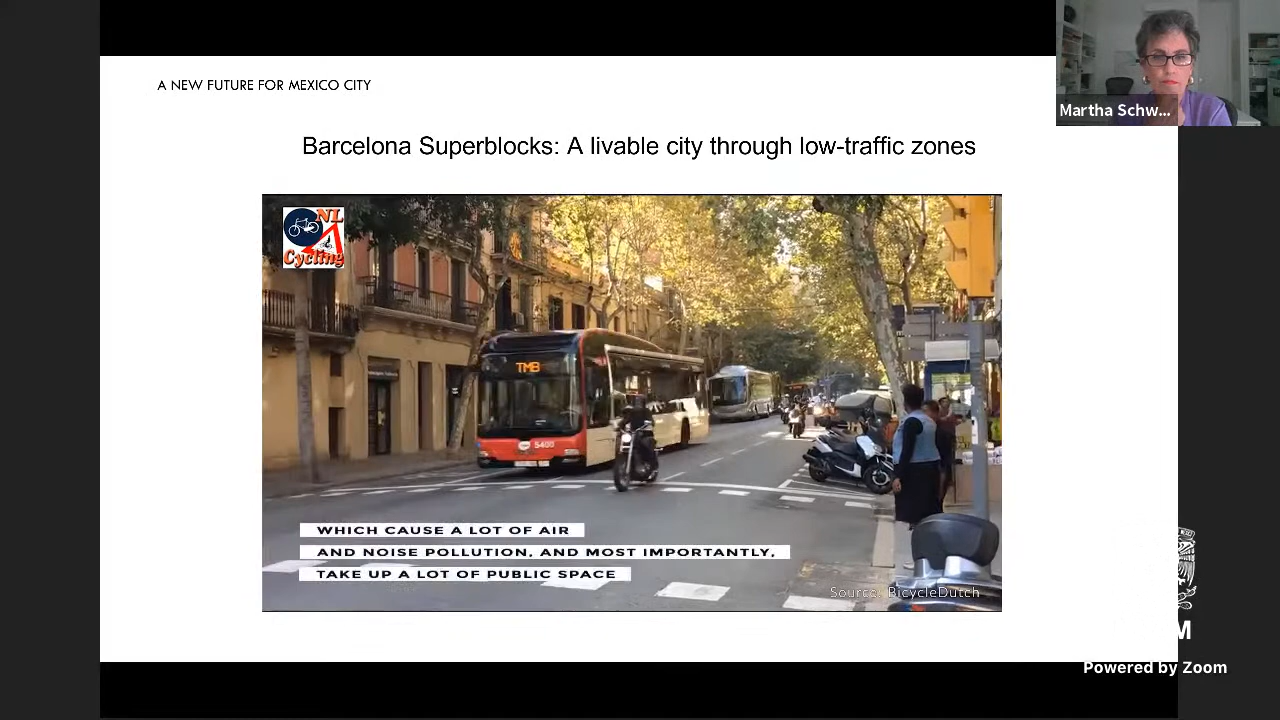 A NEW FUTURE FOR MEXICO CITY
Martha Schw...
Barcelona Superblocks: A livable city through low-traffic zones
NL
Cycling
TMB
5400
WHICH CAUSE A LOT OF AIR
AND NOISE POLLUTION, AND MOST IMPORTANTLY,
TAKE UP A LOT OF PUBLIC SPACE
Source: BicycleDutch
M
Powered by Zoom